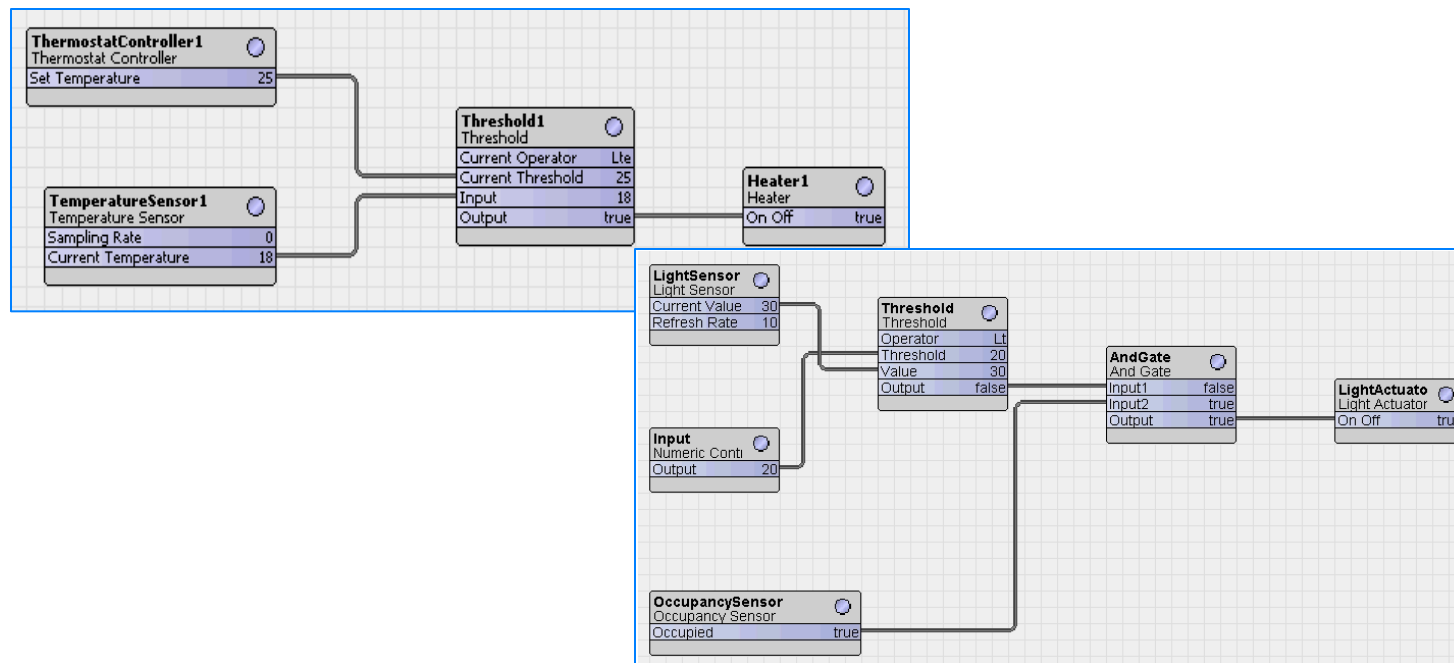 ThermostatController1
Thermostat Controller
Set Temperature 25
TemperatureSensor1
Temperature Sensor
Sampling Rate 0
Current Temperature 18
Threshold1
Threshold
Current Operator Lte
Current Threshold 25
Input 18
Output true
Heater1
Heater
On Off true
LightSensor
Light Sensor
Current Value 30
Refresh Rate 10
Input
Numeric Conti
Output 20
OccupancySensor
Occupancy Sensor
Occupied true
Threshold
Threshold
Operator Lt
Threshold 20
Value 30
Output false
AndGate
And Gate
Input1 false
Input2 true
Output true
LightActuato
Light Actuator
On Off tru